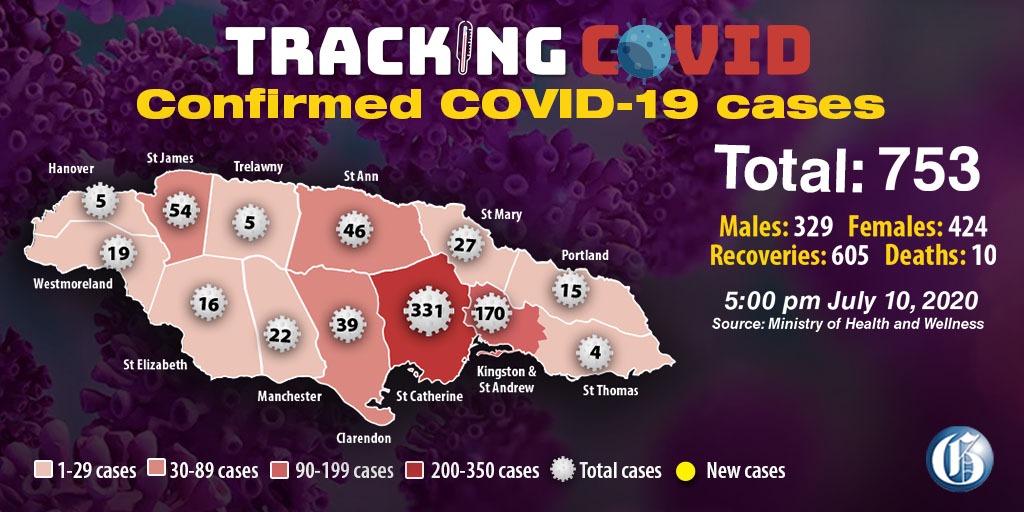 TRACKING COVID
Confirmed COVID-19 cases
Total: 753
Males: 329 Females: 424
Recoveries: 605 Deaths: 10
5:00 pm July 10, 2020
Source: Ministry of Health and Wellness
Hanover
5
St James
54
Trelawny
5
St Ann
46
St Mary
27
Portland
15
Westmoreland
19
St Elizabeth
16
Manchester
22
Clarendon
39
St Catherine
331
Kingston &
St Andrew
170
St Thomas
4
1-29 cases 30-89 cases 90-199 cases 200-350 cases Total cases New cases
G